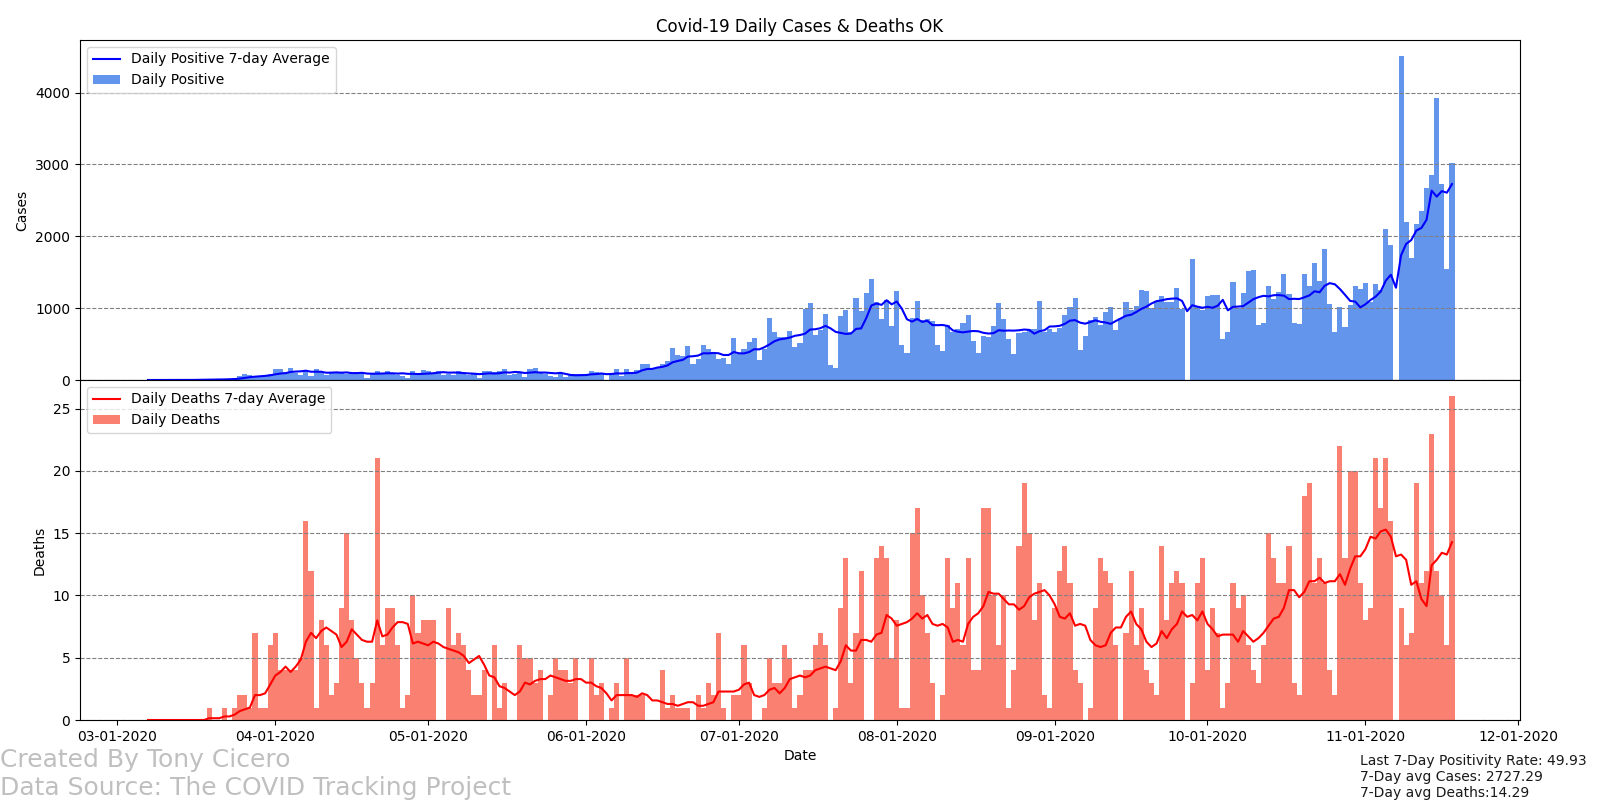 Covid-19 Daily Cases & Deaths OK
Daily Positive 7-day Average
Daily Positive
4000
3000
2000
1000
0
Cases
Daily Deaths 7-day Average
Daily Deaths
25
20
15
10
5
0
Deaths
03-01-2020 04-01-2020 05-01-2020 06-01-2020 07-01-2020 08-01-2020 09-01-2020 10-01-2020 11-01-2020 12-01-2020
Date
Created By Tony Cicero
Data Source: The COVID Tracking Project
Last 7-Day Positivity Rate: 49.93
7-Day avg Cases: 2727.29
7-Day avg Deaths:14.29